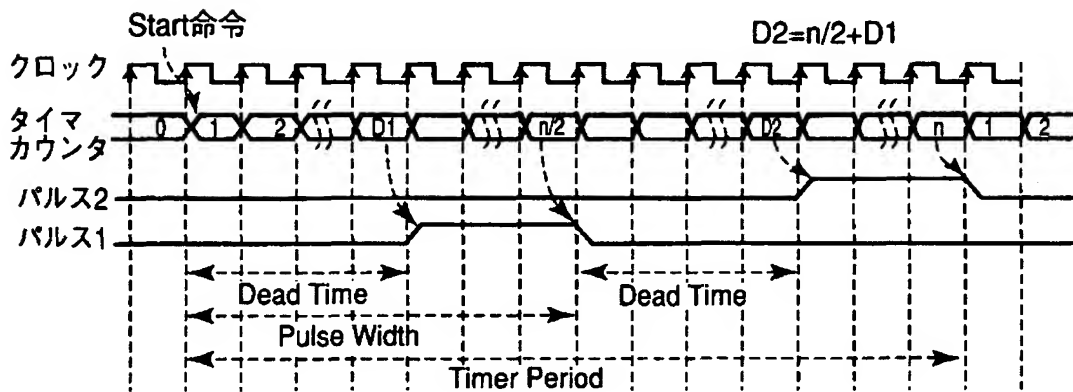 Start命令
D2=n/2+D1
クロック
タイマ
カウンタ
0 1 2 D1 n/2 D2 n 1 2
パルス2
パルス1
Dead Time
Dead Time
Pulse Width
Timer Period